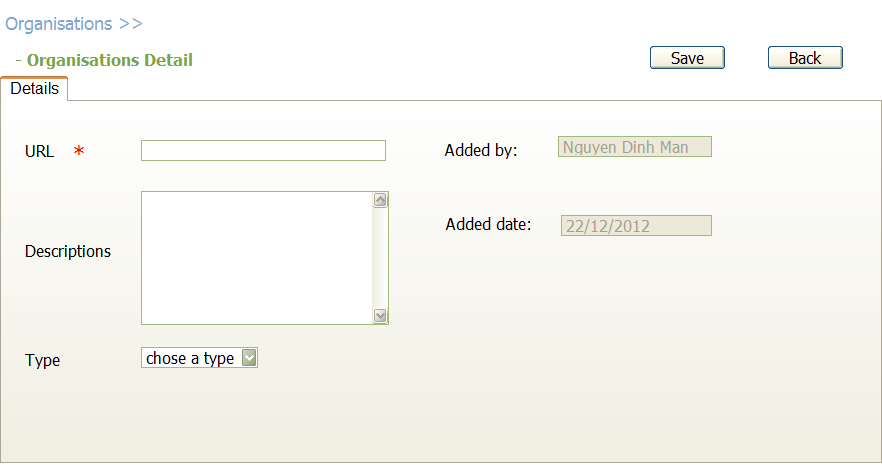 Organisations >>
- Organisations Detail
Save
Back
Details
URL *
Added by:
Nguyen Dinh Man
Added date:
22/12/2012
Descriptions
Type
chose a type